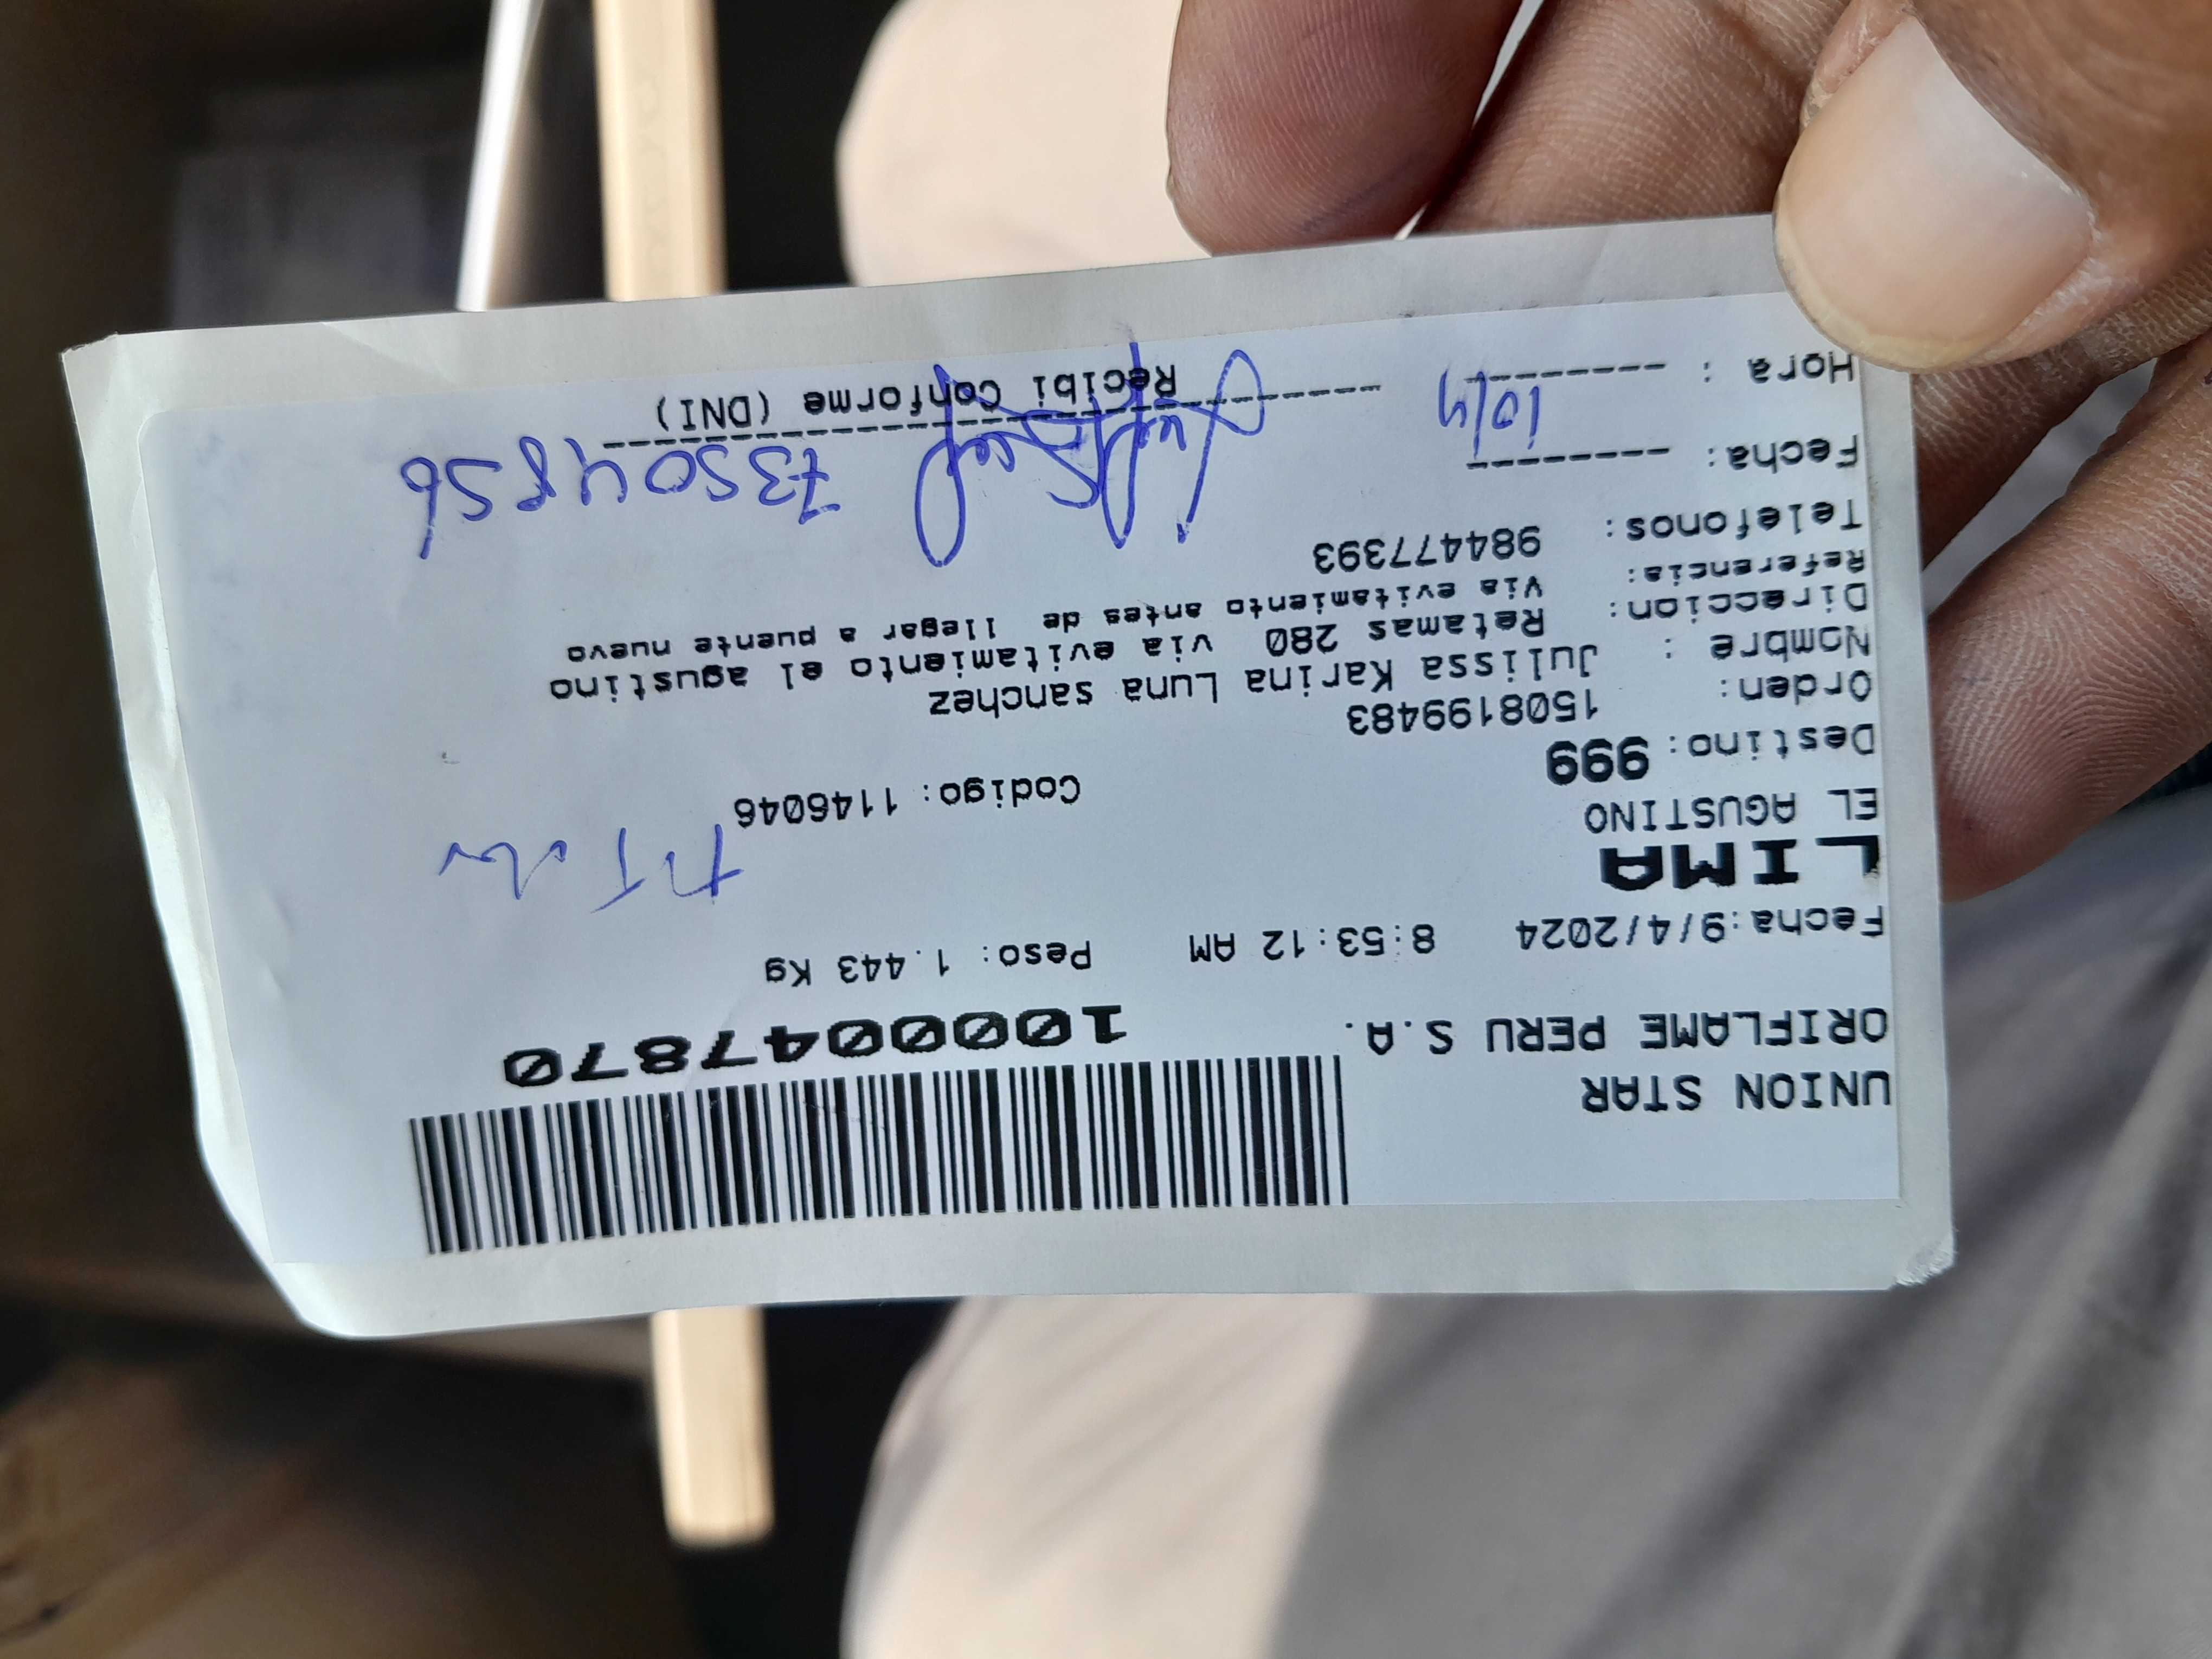 UNION STAR
ORIFLAME PERU S.A.
1000047870
Fecha:9/4/2024 8:53:12 AM Peso: 1.443 Kg
LIMA
EL AGUSTINO
Destino: 999 Codigo: 1146046
Orden: 1508199483
Nombre : Julissa Karina Luna sanchez
Direccion: Retamas 280 via evitamiento el agustino
Referencia: Via evitamiento antes de llegar a puente nuevo
Telefonos: 98447393
Fecha: 10/4
73504856
Hora :
Recibi Conforme (DNI)